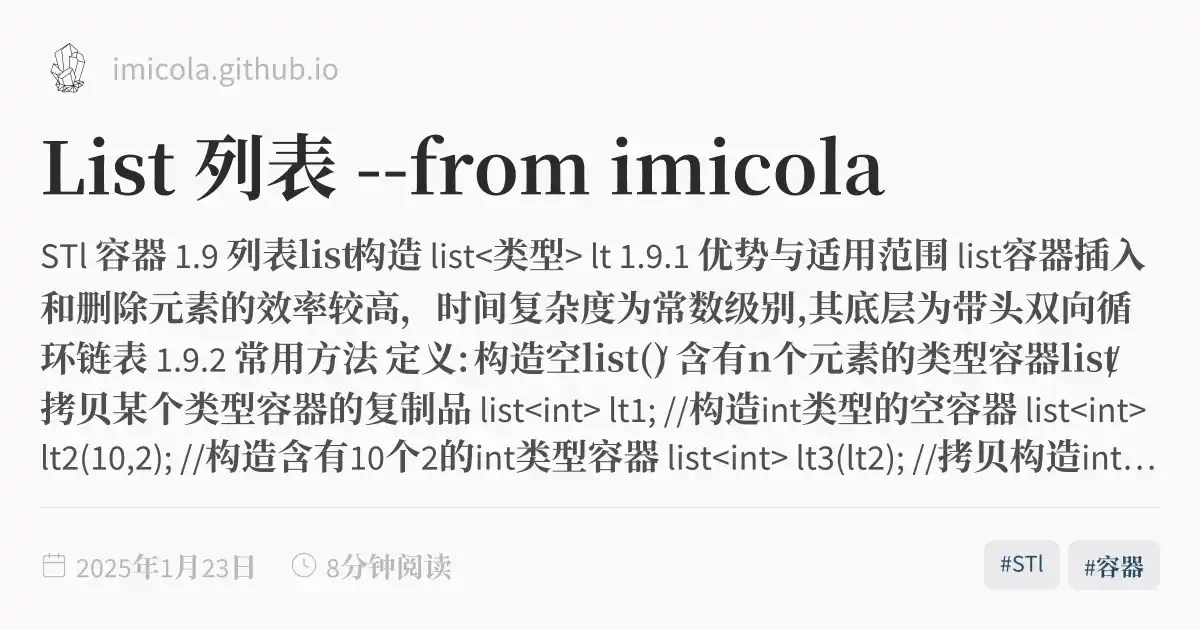 imicola.github.io
List 列表 --from imicola
STl 容器 1.9 列表list构造 list<类型> lt 1.9.1 优势与适用范围 list容器插入
和删除元素的效率较高，时间复杂度为常数级别,其底层为带头双向循
环链表 1.9.2 常用方法 定义: 构造空list()/ 含有n个元素的类型容器list/
拷贝某个类型容器的复制品 list<int> lt1; //构造int类型的空容器 list<int>
lt2(10,2); //构造含有10个2的int类型容器 list<int> lt3(lt2); //拷贝构造int…
2025年1月23日 8分钟阅读 #STl #容器